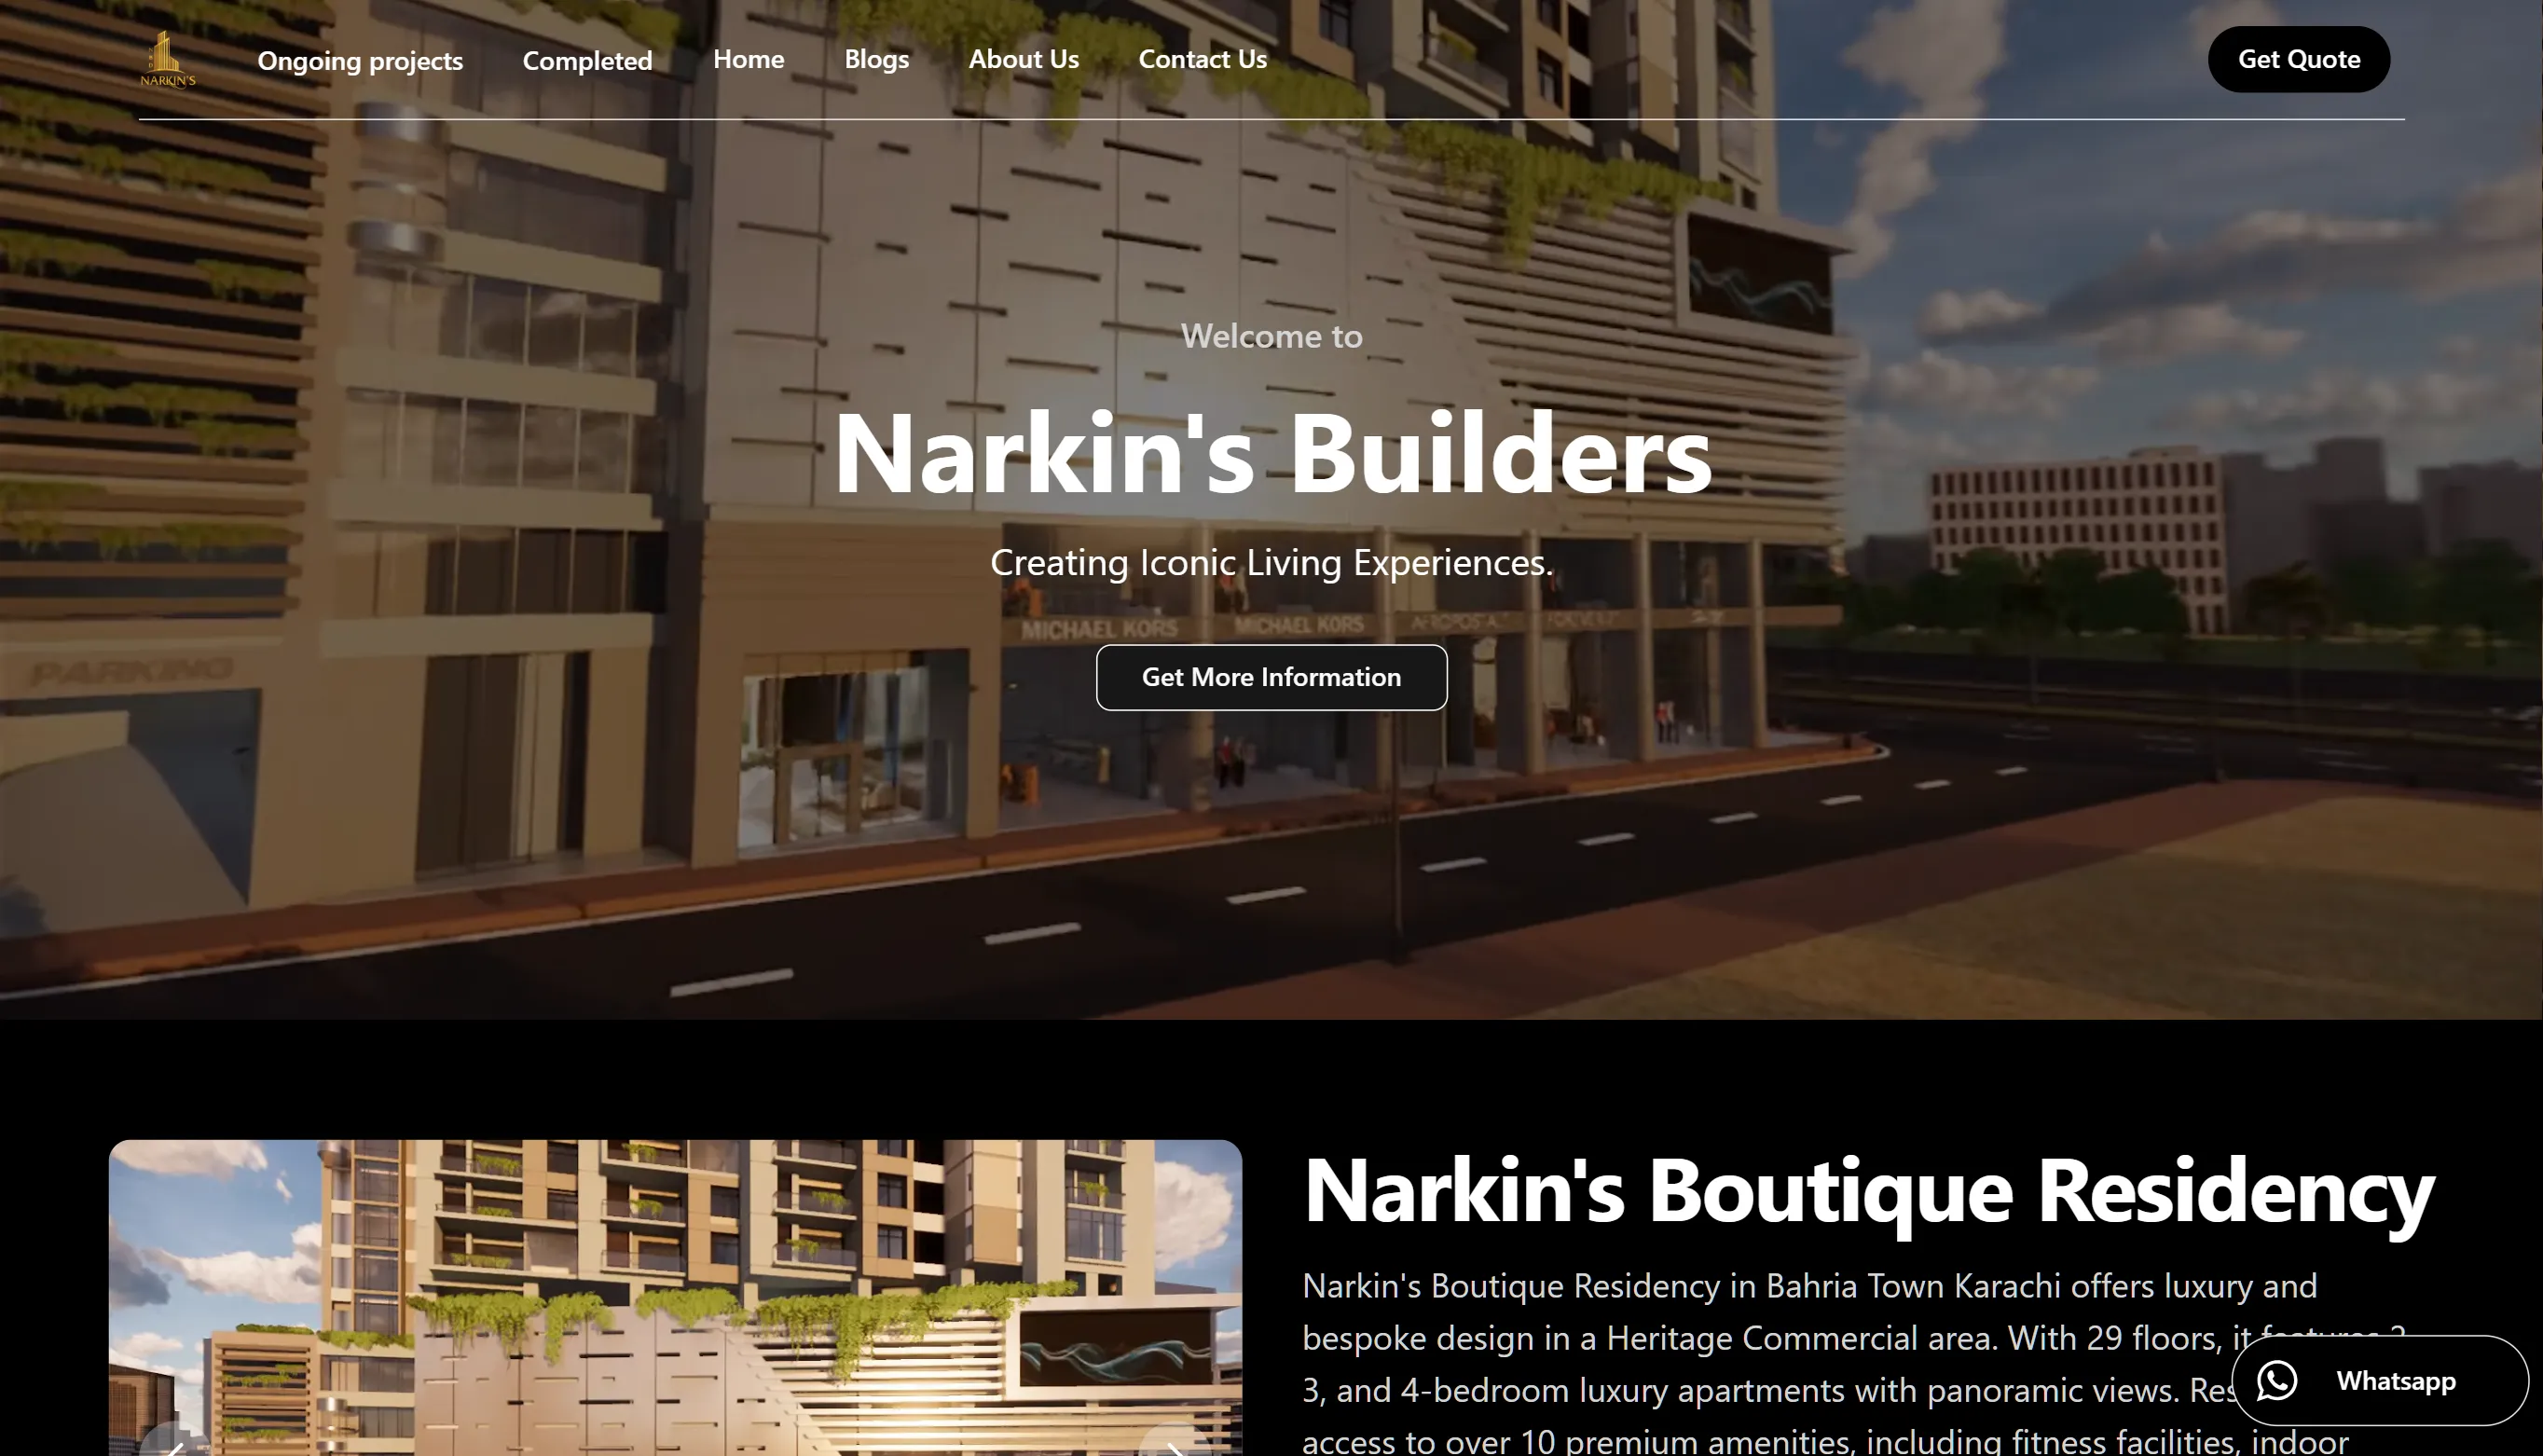 NARKIN'S
Ongoing projects
Completed
Home
Blogs
About Us
Contact Us
Get Quote
Welcome to
Narkin's Builders
Creating Iconic Living Experiences.
MICHAEL KORS
MICHAEL KORS
PARKING
Get More Information
Narkin's Boutique Residency
Narkin's Boutique Residency in Bahria Town Karachi offers luxury and
bespoke design in a Heritage Commercial area. With 29 floors, it features 2
3, and 4-bedroom luxury apartments with panoramic views.
access to over 10 premium amenities, including fitness facilities, indoor
Whatsapp